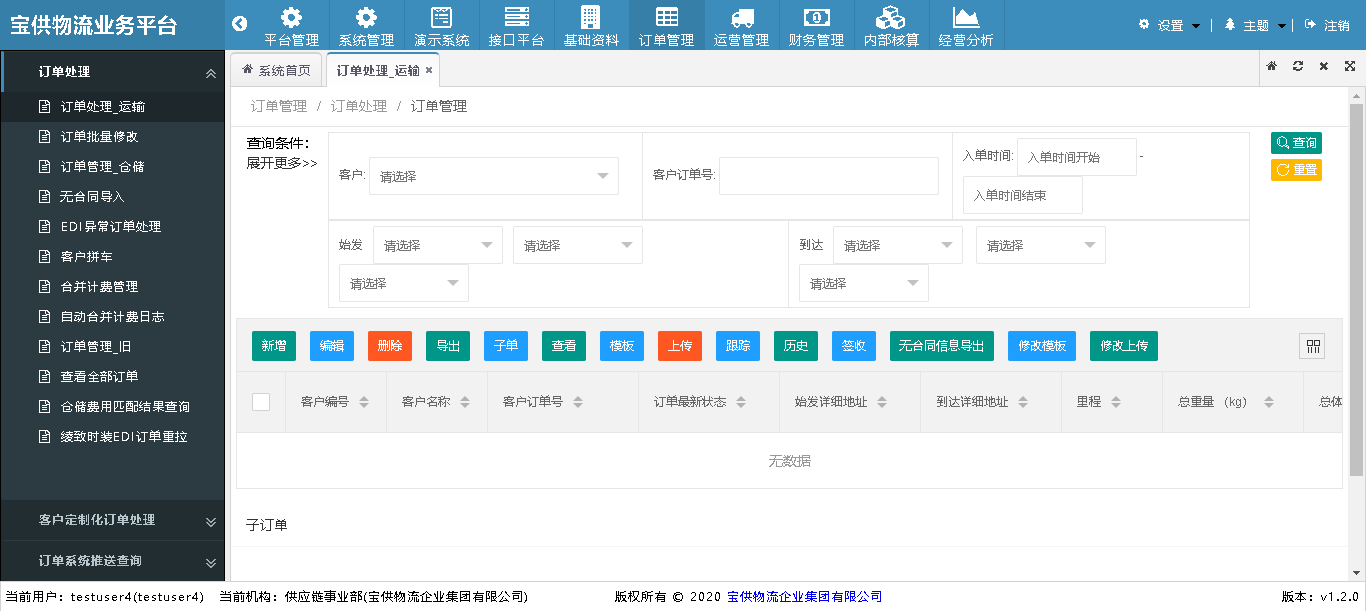 宝供物流业务平台
平台管理 系统管理 演示系统 接口平台 基础资料 订单管理 运营管理 财务管理 内部核算 经营分析
设置 | 主题 | 注销
订单处理
订单处理_运输
订单批量修改
订单管理_仓储
无合同导入
EDI异常订单处理
客户拼车
合并计费管理
自动合并计费日志
订单管理_旧
查看全部订单
仓储费用匹配结果查询
绫致时装EDI订单重拉
客户定制化订单处理
订单系统推送查询
系统首页 订单处理_运输 ×
订单管理 / 订单处理 / 订单管理
查询条件:
展开更多>>
客户: 请选择 客户订单号: 入单时间: 入单时间开始 -
入单时间结束
查询
重置
始发 请选择 请选择
请选择
到达 请选择 请选择
请选择
新增 编辑 删除 导出 子单 查看 模板 上传 跟踪 历史 签收 无合同信息导出 修改模板 修改上传
客户编号 客户名称 客户订单号 订单最新状态 始发详细地址 到达详细地址 里程 总重量 (kg) 总体
无数据
子订单
当前用户: testuser4(testuser4) 当前机构: 供应链事业部(宝供物流企业集团有限公司) 版权所有 © 2020 宝供物流企业集团有限公司 版本: v1.2.0